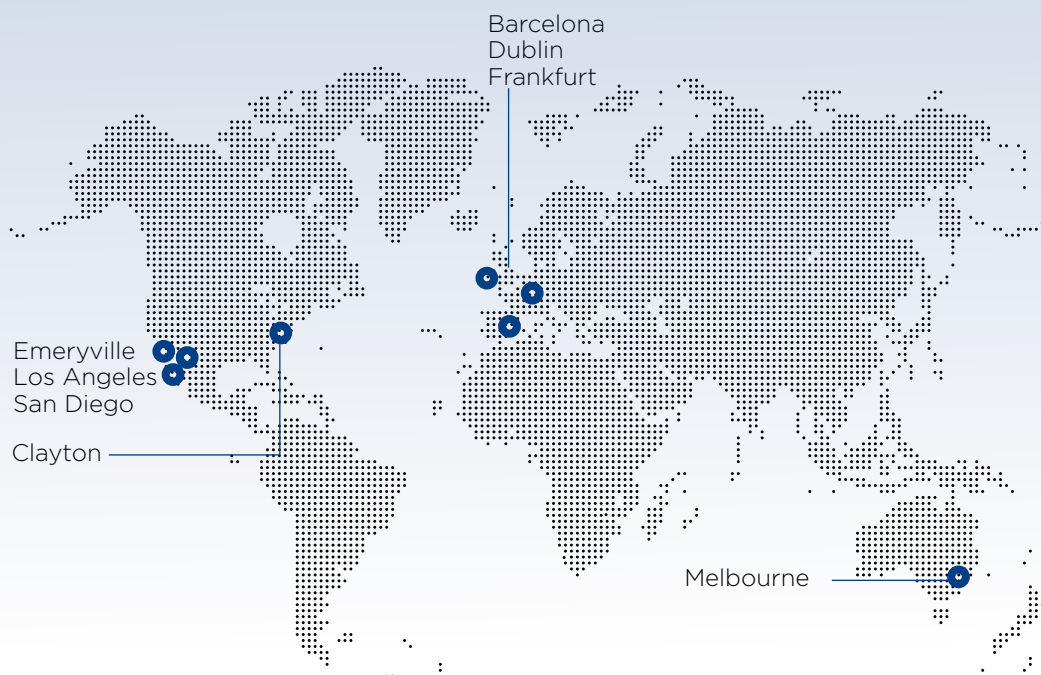 Barcelona
Dublin
Frankfurt
Emeryville
Los Angeles
San Diego
Clayton
Melbourne